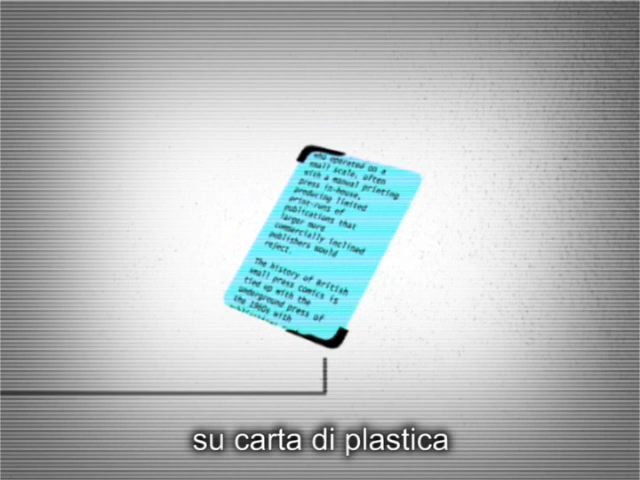 who operated on a
small scale, often
with a manual printing
press in-house,
producing limited
print-runs of
publications that
larger more
commercially inclined
publishers would
reject.
The history of British
small press comics is
tied up with the
underground press of
the 1960s with
su carta di plastica